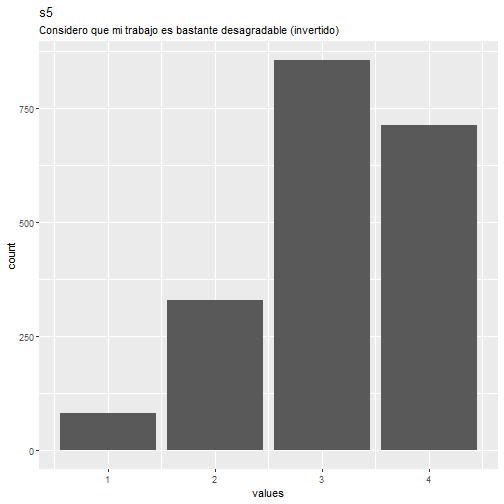 s5
Considero que mi trabajo es bastante desagradable (invertido)
750
500
250
0
count
1 2 3 4
values